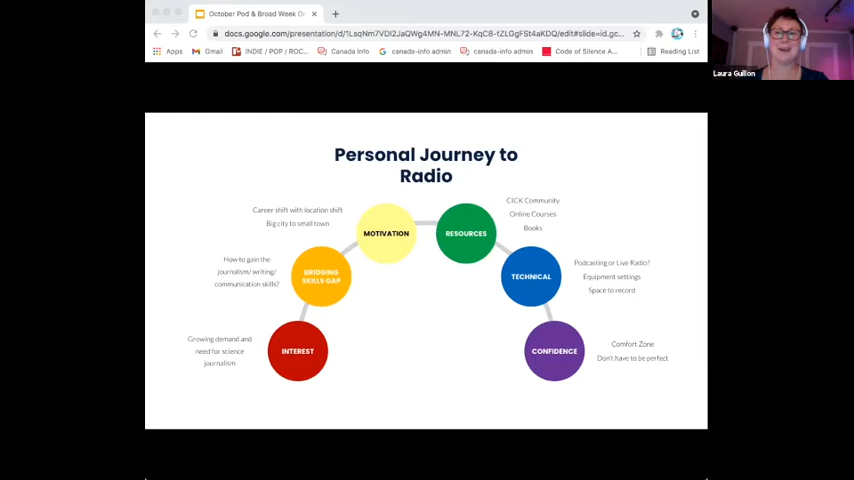 October Pod & Broad Week On
docs.google.com/presentation/d/1LsqNm7VDI2JaQWg4MN-MNL72-KqC8-tZLGgFSt4aKDQ/edit#slide=id.gc...
Apps
Gmail
INDIE / POP / ROC...
Canada Info
canada-info admin
canada-info admin
Code of Silence A...
Reading List
Laura Guillon
Personal Journey to
Radio
Career shift with location shift
Big city to small town
MOTIVATION
RESOURCES
CICK Community
Online Courses
Books
How to gain the
journalism/ writing/
communication skills?
BRIDGING
SKILLS GAP
TECHNICAL
Podcasting or Live Radio?
Equipment settings
Space to record
Growing demand and
need for science
journalism
INTEREST
CONFIDENCE
Comfort Zone
Don't have to be perfect